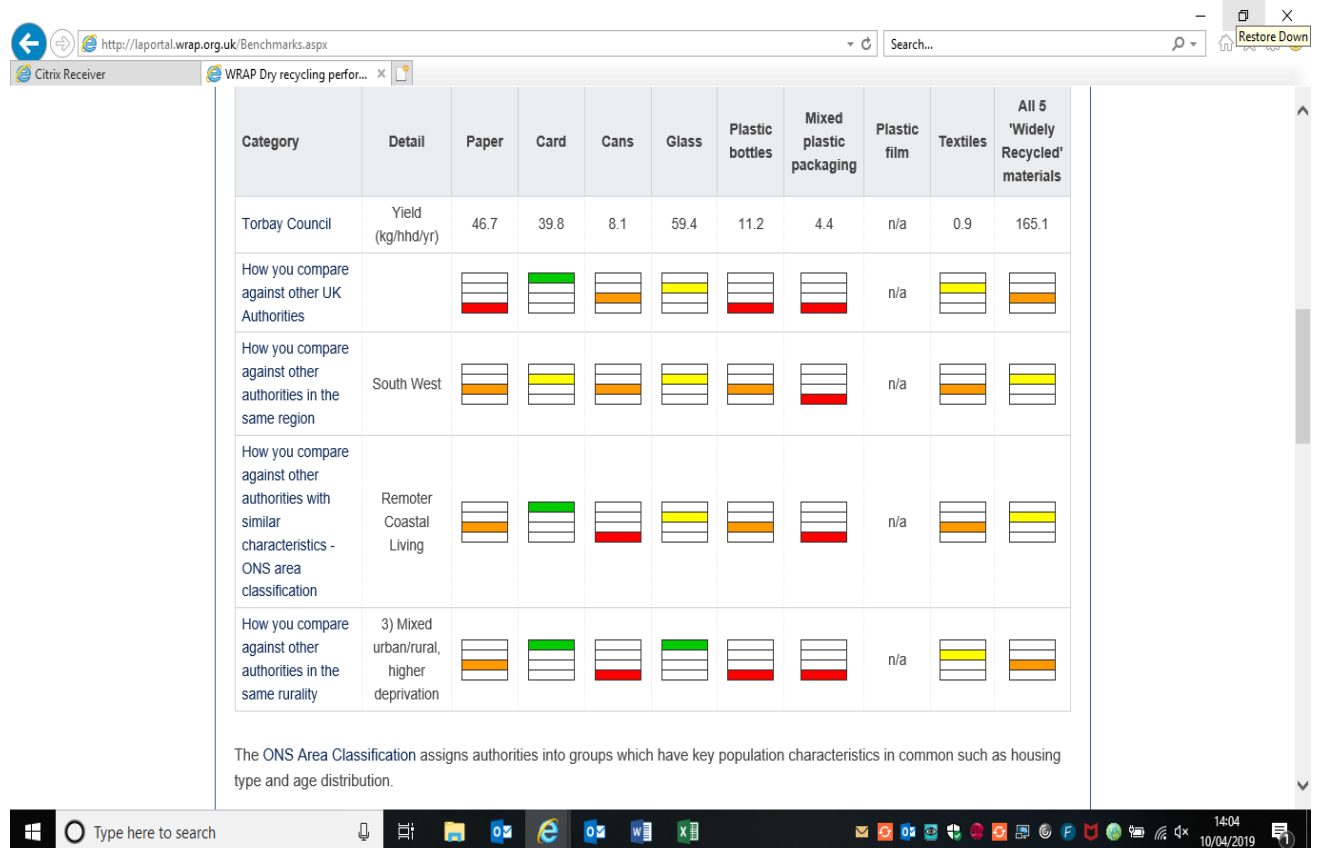 Restore Down
http://laportal.wrap.org.uk/Benchmarks.aspx
Search...
Citrix Receiver
WRAP Dry recycling perfor...
Category Detail Paper Card Cans Glass Plastic bottles Mixed plastic packaging Plastic film Textiles All 5 'Widely Recycled' materials
Torbay Council Yield (kg/hhd/yr) 46.7 39.8 8.1 59.4 11.2 4.4 n/a 0.9 165.1
How you compare
against other UK
Authorities
n/a
How you compare
against other
authorities in the
same region
South West
n/a
How you compare
against other
authorities with
similar
characteristics -
ONS area
classification
Remoter
Coastal
Living
n/a
How you compare
against other
authorities in the
same rurality
3) Mixed
urban/rural,
higher
deprivation
n/a
The ONS Area Classification assigns authorities into groups which have key population characteristics in common such as housing
type and age distribution.
Type here to search
14:04
10/04/2019